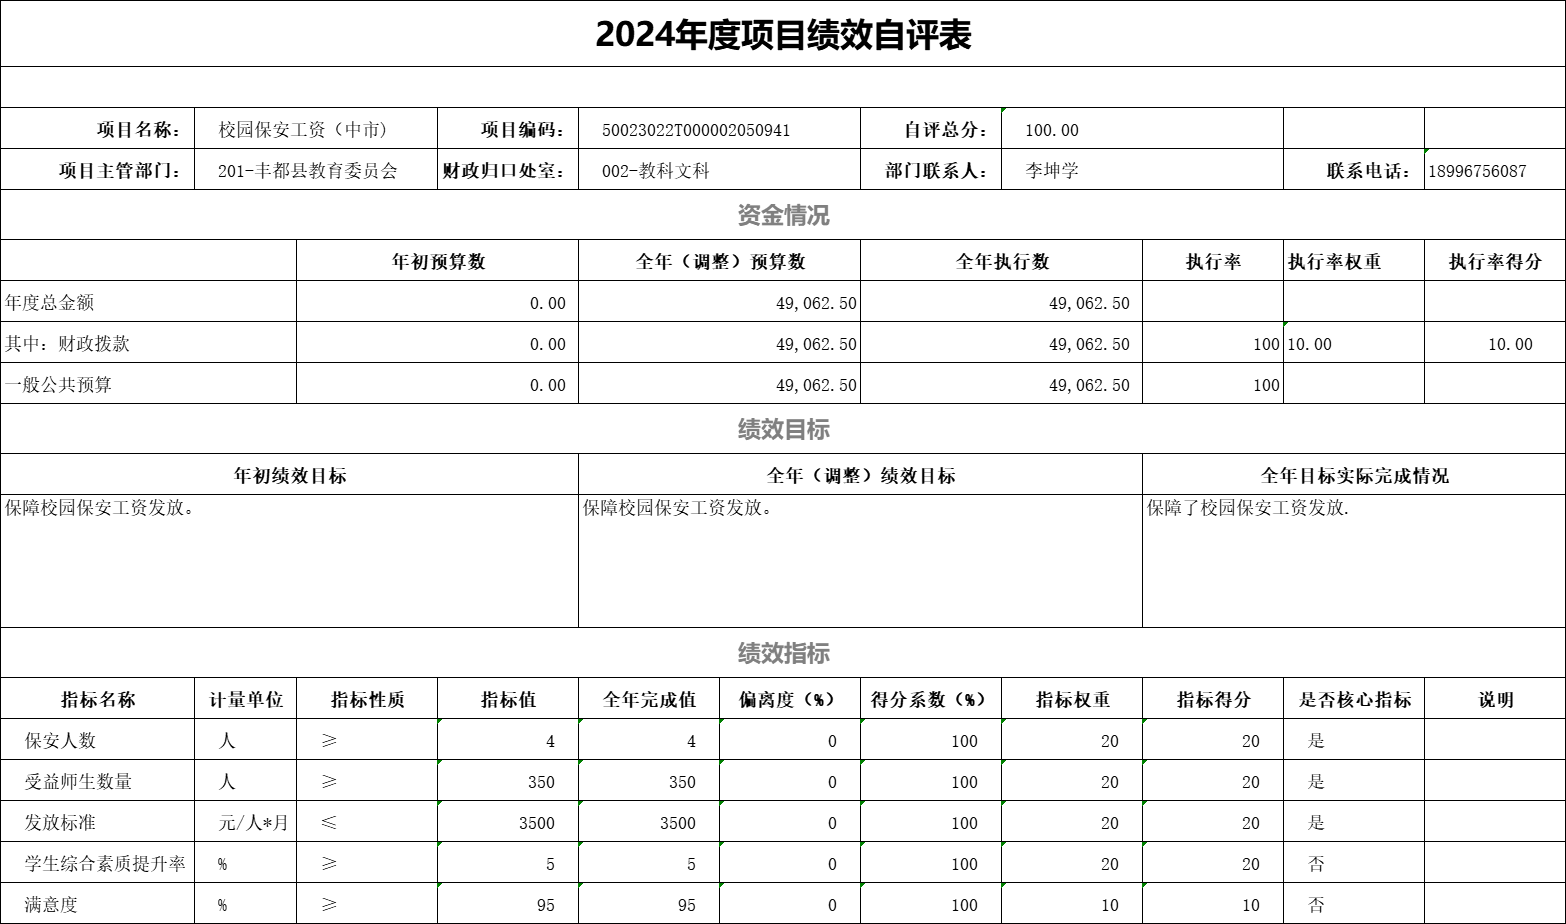 2024年度项目绩效自评表
项目名称： 校园保安工资（中市） 项目编码： 50023022T000002050941 自评总分： 100.00
项目主管部门： 201-丰都县教育委员会 财政归口处室： 002-教科文科 部门联系人： 李坤学 联系电话： 18996756087
资金情况
年初预算数 全年（调整）预算数 全年执行数 执行率 执行率权重 执行率得分
年度总金额 0.00 49,062.50 49,062.50
其中：财政拨款 0.00 49,062.50 49,062.50 100 10.00 10.00
一般公共预算 0.00 49,062.50 49,062.50 100
绩效目标
年初绩效目标 全年（调整）绩效目标 全年目标实际完成情况
保障校园保安工资发放。 保障校园保安工资发放。 保障了校园保安工资发放.
绩效指标
指标名称 计量单位 指标性质 指标值 全年完成值 偏离度（%） 得分系数（%） 指标权重 指标得分 是否核心指标 说明
保安人数 人 ≥ 4 4 0 100 20 20 是
受益师生数量 人 ≥ 350 350 0 100 20 20 是
发放标准 元/人*月 ≤ 3500 3500 0 100 20 20 是
学生综合素质提升率 % ≥ 5 5 0 100 20 20 否
满意度 % ≥ 95 95 0 100 10 10 否